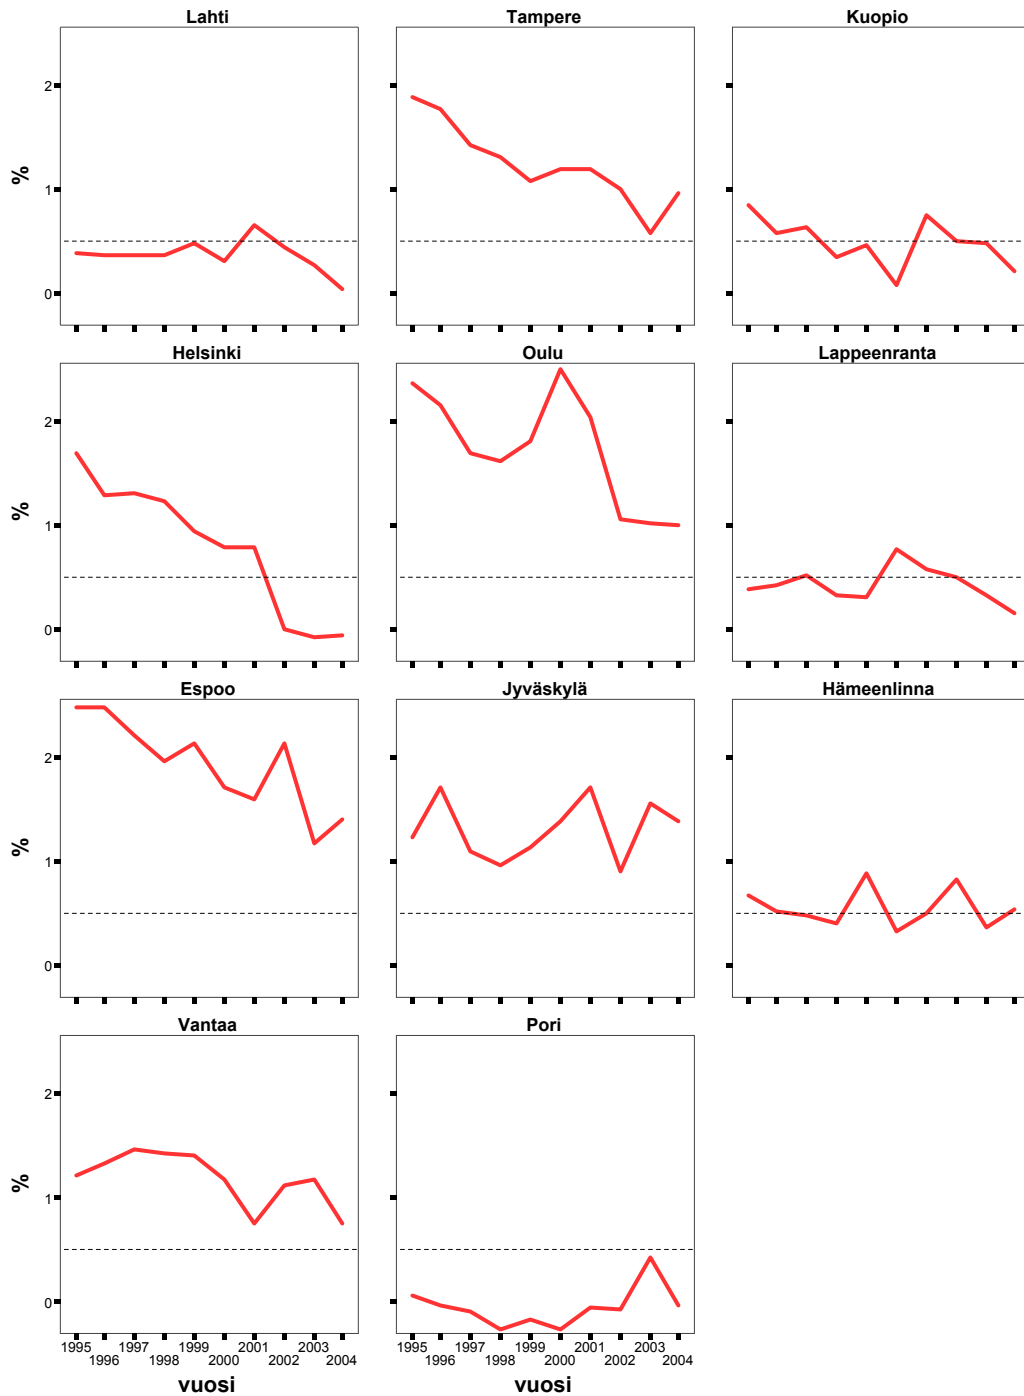 Lahti
Tampere
Kuopio
2
1
0
%
Helsinki
Oulu
Lappeenranta
2
1
0
%
Espoo
Jyväskylä
Hämeenlinna
2
1
0
%
Vantaa
Pori
2
1
0
%
1995 1997 1999 2001 2003
1996 1998 2000 2002 2004
1995 1997 1999 2001 2003
1996 1998 2000 2002 2004
vuosi
vuosi